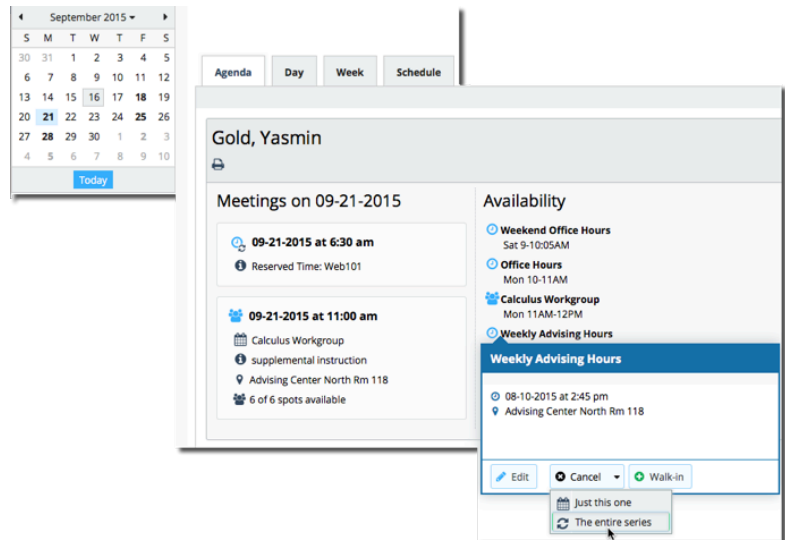 September 2015
S M T W T F S
30 31 1 2 3 4 5
6 7 8 9 10 11 12
13 14 15 16 17 18 19
20 21 22 23 24 25 26
27 28 29 30 1 2 3
4 5 6 7 8 9 10
Today
Agenda Day Week Schedule
Gold, Yasmin
Meetings on 09-21-2015
09-21-2015 at 6:30 am
Reserved Time: Web101
09-21-2015 at 11:00 am
Calculus Workgroup
supplemental instruction
Advising Center North Rm 118
6 of 6 spots available
Availability
Weekend Office Hours
Sat 9-10:05AM
Office Hours
Mon 10-11AM
Calculus Workgroup
Mon 11AM-12PM
Weekly Advising Hours
Weekly Advising Hours
08-10-2015 at 2:45 pm
Advising Center North Rm 118
Edit Cancel Walk-in
Just this one
The entire series